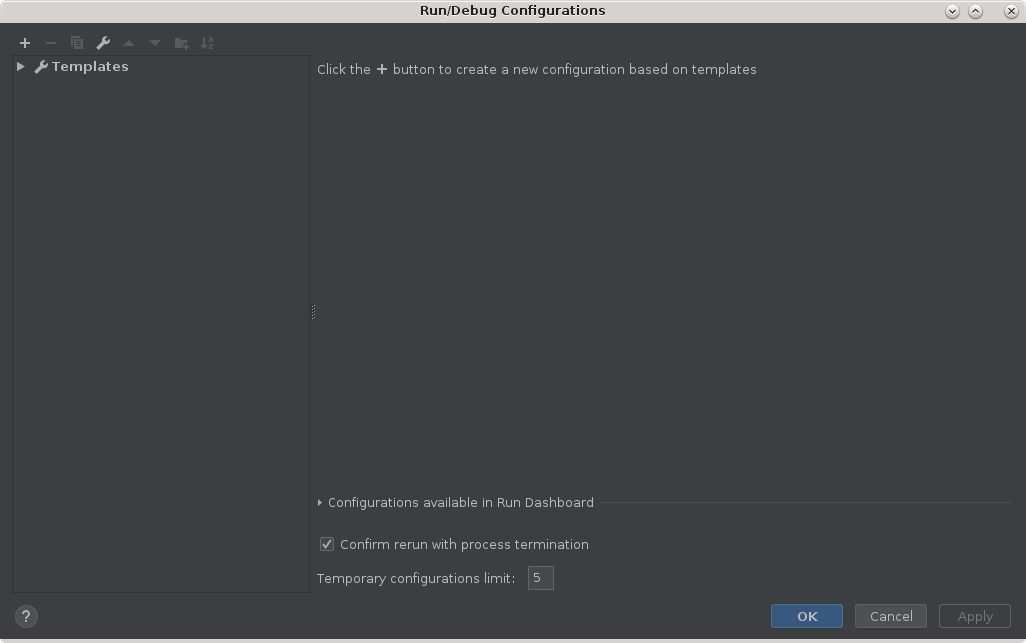 Run/Debug Configurations
Templates
Click the + button to create a new configuration based on templates
Configurations available in Run Dashboard
Confirm rerun with process termination
Temporary configurations limit: 5
? OK Cancel Apply